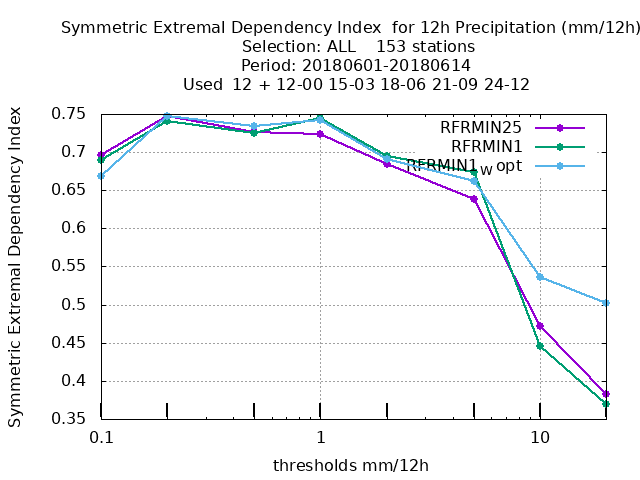 Symmetric Extremal Dependency Index  for 12h Precipitation (mm/12h)
Selection: ALL    153 stations
Period: 20180601-20180614
Used  12 + 12-00 15-03 18-06 21-09 24-12
Symmetric Extremal Dependency Index
0.75
0.7
0.65
0.6
0.55
0.5
0.45
0.4
0.35
RFRMIN25
RFRMIN1
RFRMIN1w opt
0.1
1
10
thresholds mm/12h